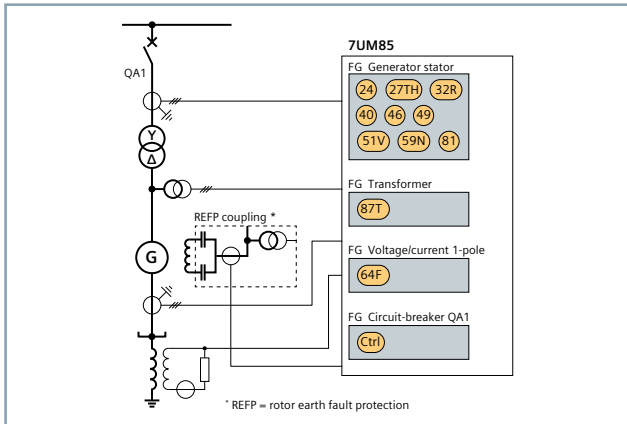 7UM85
FG Generator stator
QA1
24 27TH 32R
40 46 49
51V 59N 81
Y
Δ
FG Transformer
87T
REFP coupling *
FG Voltage/current 1-pole
G
64F
FG Circuit-breaker QA1
Ctrl
* REFP = rotor earth fault protection